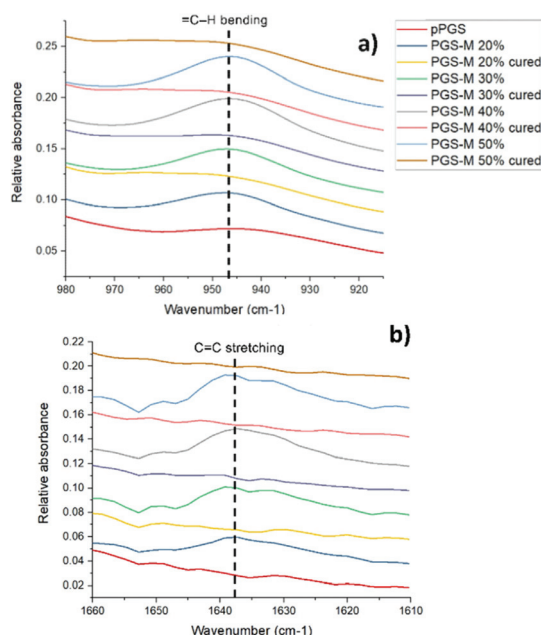 =C–H bending
a)
pPGS
PGS-M 20%
PGS-M 20% cured
PGS-M 30%
PGS-M 30% cured
PGS-M 40%
PGS-M 40% cured
PGS-M 50%
PGS-M 50% cured
Relative absorbance
0.25
0.20
0.15
0.10
0.05
980 970 960 950 940 930 920
Wavenumber (cm-1)
b)
C=C stretching
Relative absorbance
0.22
0.20
0.18
0.16
0.14
0.12
0.10
0.08
0.06
0.04
0.02
1660 1650 1640 1630 1620 1610
Wavenumber (cm-1)